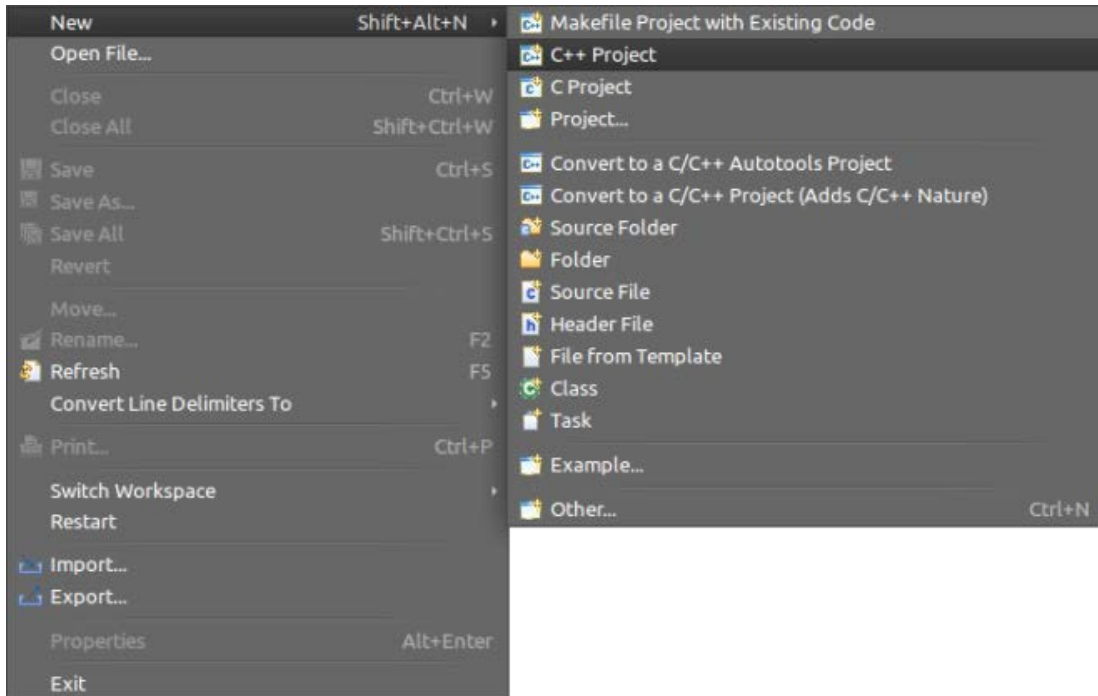 New Shift+Alt+N
Open File...
Close Ctrl+W
Close All Shift+Ctrl+W
Save Ctrl+S
Save As...
Save All Shift+Ctrl+S
Revert
Move...
Rename... F2
Refresh F5
Convert Line Delimiters To
Print... Ctrl+P
Switch Workspace
Restart
Import...
Export...
Properties Alt+Enter
Exit
Makefile Project with Existing Code
C++ Project
C Project
Project...
Convert to a C/C++ Autotools Project
Convert to a C/C++ Project (Adds C/C++ Nature)
Source Folder
Folder
Source File
Header File
File from Template
Class
Task
Example...
Other... Ctrl+N